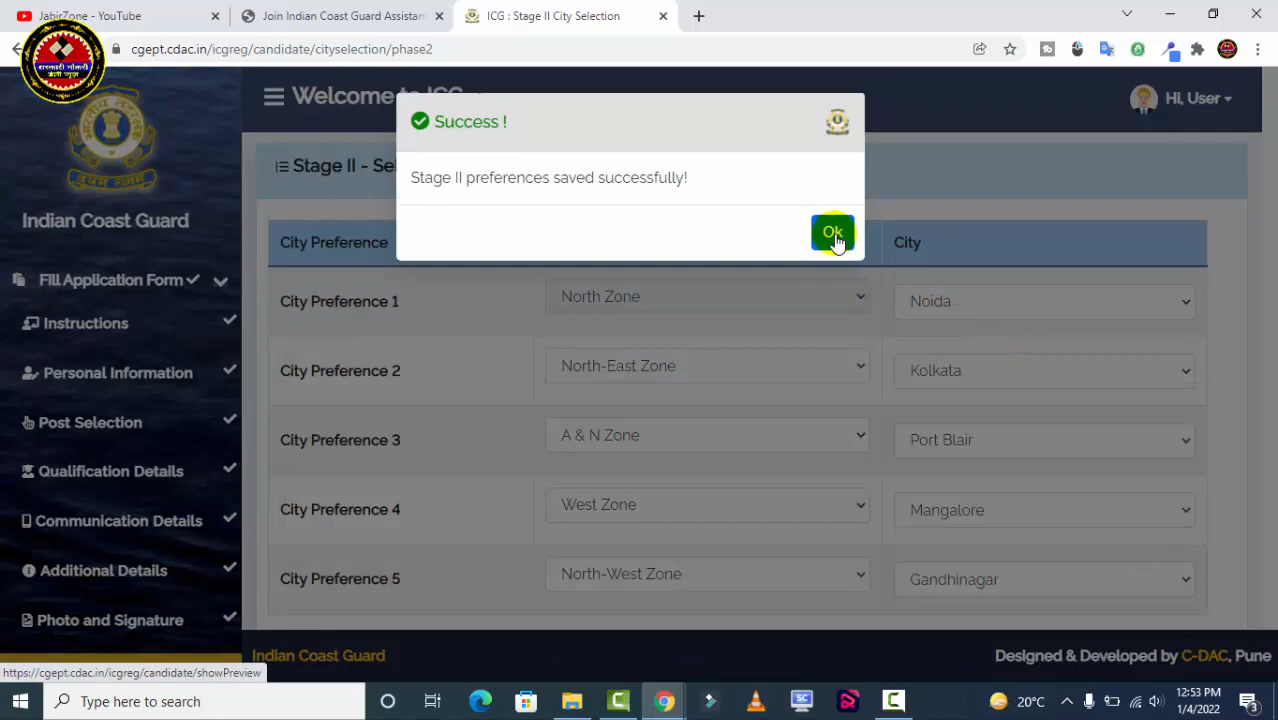 JabirZone - YouTube
Join Indian Coast Guard Assistan
ICG : Stage II City Selection
cgept.cdac.in/icgreg/candidate/cityselection/phase2
सरकारी नौकरी
Welcome to ICG
Hi, User
Success !
Stage II - Sel
Stage II preferences saved successfully!
Ok
Indian Coast Guard
City Preference
City
Fill Application Form
City Preference 1
North Zone
Noida
Instructions
City Preference 2
North-East Zone
Kolkata
Personal Information
Post Selection
City Preference 3
A & N Zone
Port Blair
Qualification Details
City Preference 4
West Zone
Mangalore
Communication Details
Additional Details
City Preference 5
North-West Zone
Gandhinagar
Photo and Signature
Indian Coast Guard
Designed & Developed by C-DAC, Pune
https://cgept.cdac.in/icgreg/candidate/showPreview
Type here to search
SC
20°C
12:53 PM
1/4/2022
3